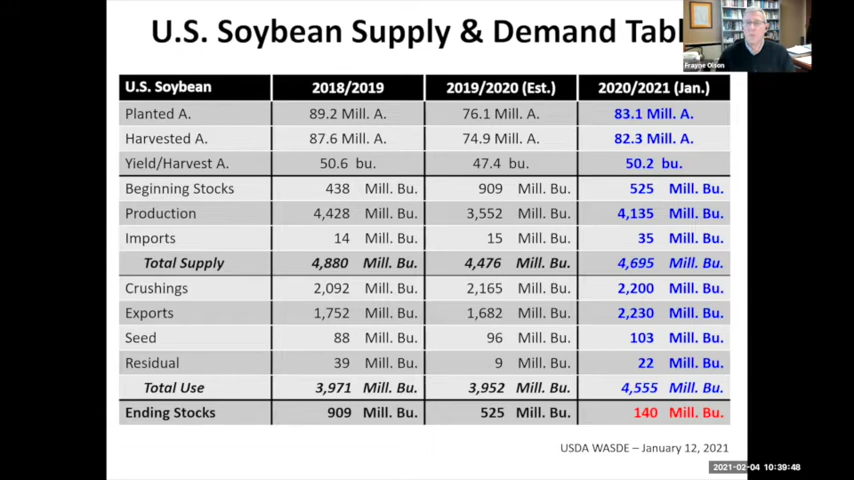 U.S. Soybean Supply & Demand Tabl
Frayne Olson
U.S. Soybean 2018/2019 2019/2020 (Est.) 2020/2021 (Jan.)
Planted A. 89.2 Mill. A. 76.1 Mill. A. 83.1 Mill. A.
Harvested A. 87.6 Mill. A. 74.9 Mill. A. 82.3 Mill. A.
Yield/Harvest A. 50.6 bu. 47.4 bu. 50.2 bu.
Beginning Stocks 438 Mill. Bu. 909 Mill. Bu. 525 Mill. Bu.
Production 4,428 Mill. Bu. 3,552 Mill. Bu. 4,135 Mill. Bu.
Imports 14 Mill. Bu. 15 Mill. Bu. 35 Mill. Bu.
Total Supply 4,880 Mill. Bu. 4,476 Mill. Bu. 4,695 Mill. Bu.
Crushings 2,092 Mill. Bu. 2,165 Mill. Bu. 2,200 Mill. Bu.
Exports 1,752 Mill. Bu. 1,682 Mill. Bu. 2,230 Mill. Bu.
Seed 88 Mill. Bu. 96 Mill. Bu. 103 Mill. Bu.
Residual 39 Mill. Bu. 9 Mill. Bu. 22 Mill. Bu.
Total Use 3,971 Mill. Bu. 3,952 Mill. Bu. 4,555 Mill. Bu.
Ending Stocks 909 Mill. Bu. 525 Mill. Bu. 140 Mill. Bu.
USDA WASDE – January 12, 2021
2021-02-04 10:39:48